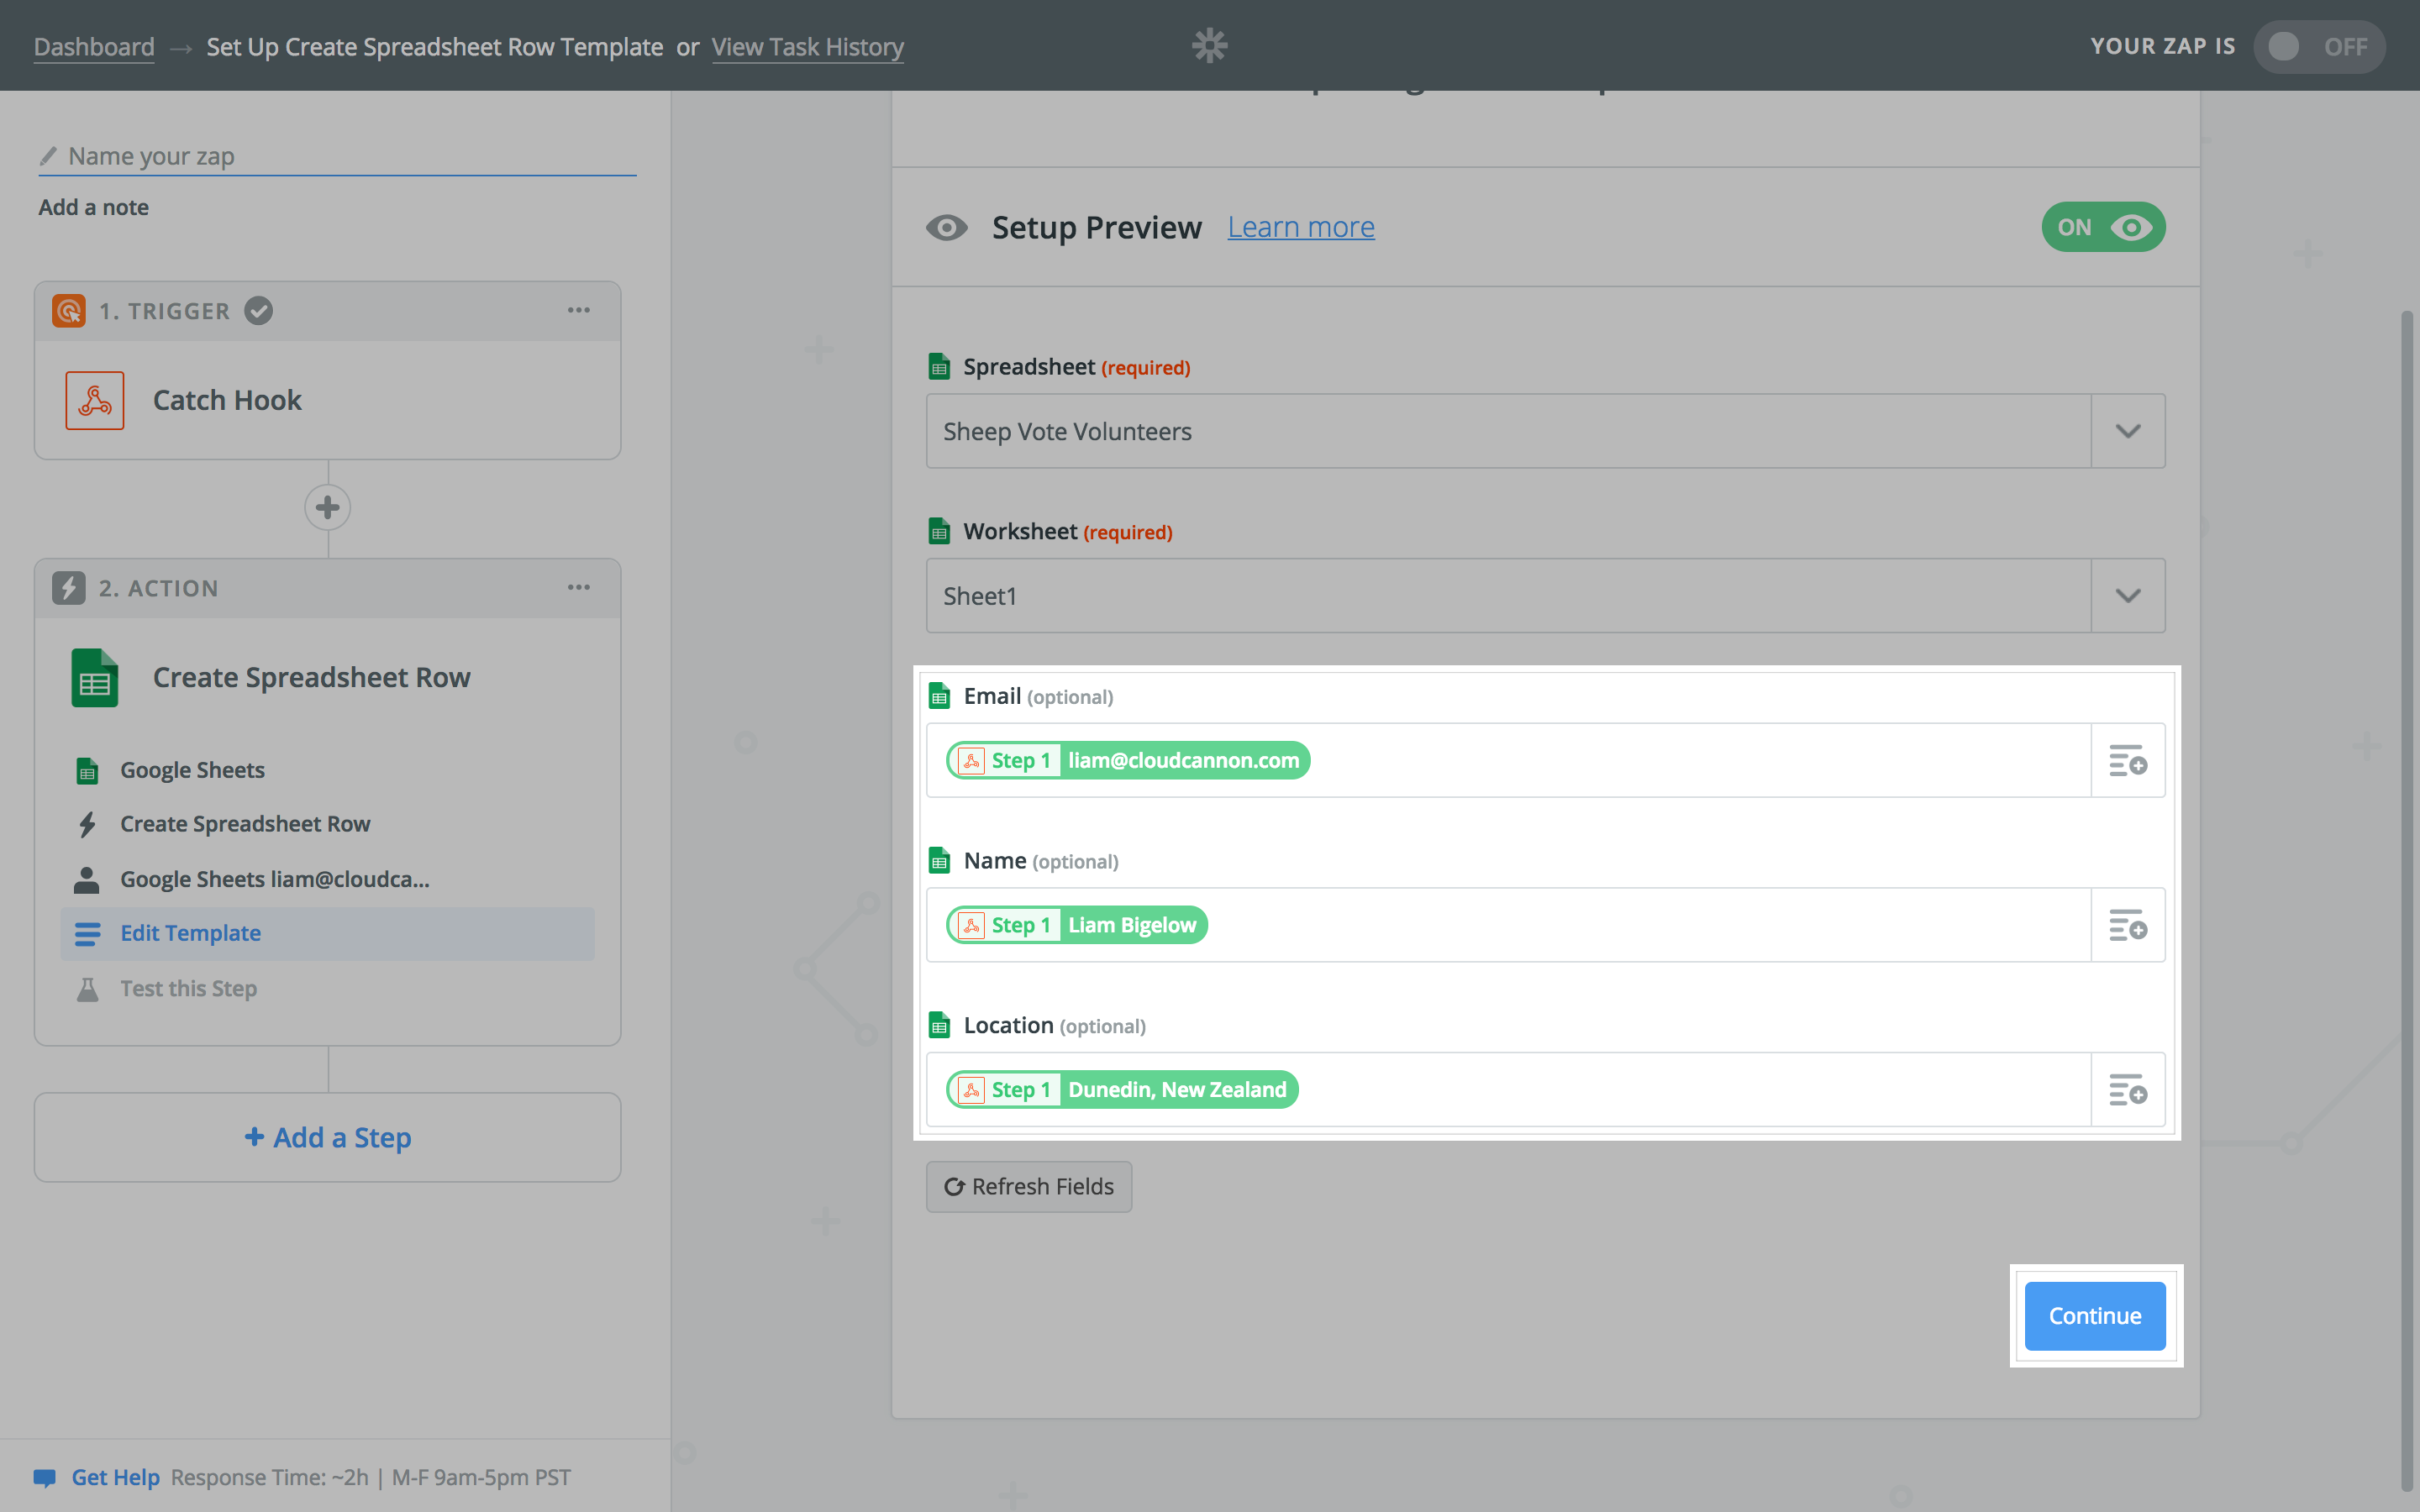 Dashboard → Set Up Create Spreadsheet Row Template or View Task History
YOUR ZAP IS OFF
Name your zap
Add a note
1. TRIGGER
Catch Hook
2. ACTION
Create Spreadsheet Row
Google Sheets
Create Spreadsheet Row
Google Sheets liam@cloudca...
Edit Template
Test this Step
+ Add a Step
Get Help Response Time: ~2h | M-F 9am-5pm PST
Setup Preview Learn more
ON
Spreadsheet (required)
Sheep Vote Volunteers
Worksheet (required)
Sheet1
Email (optional)
Step 1 liam@cloudcannon.com
Name (optional)
Step 1 Liam Bigelow
Location (optional)
Step 1 Dunedin, New Zealand
Refresh Fields
Continue